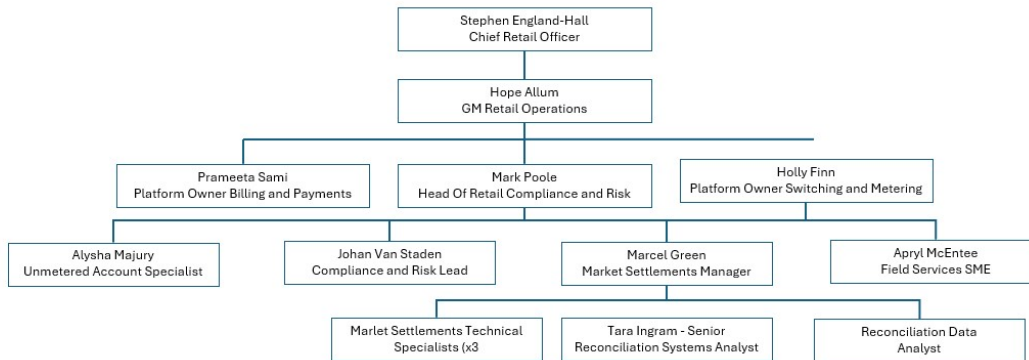 Stephen England-Hall
Chief Retail Officer
Hope Allum
GM Retail Operations
Prameeta Sami
Platform Owner Billing and Payments
Mark Poole
Head Of Retail Compliance and Risk
Holly Finn
Platform Owner Switching and Metering
Alysha Majury
Unmetered Account Specialist
Johan Van Staden
Compliance and Risk Lead
Marcel Green
Market Settlements Manager
Apryl McEntee
Field Services SME
Marlet Settlements Technical
Specialists (x3
Tara Ingram - Senior
Reconciliation Systems Analyst
Reconciliation Data
Analyst